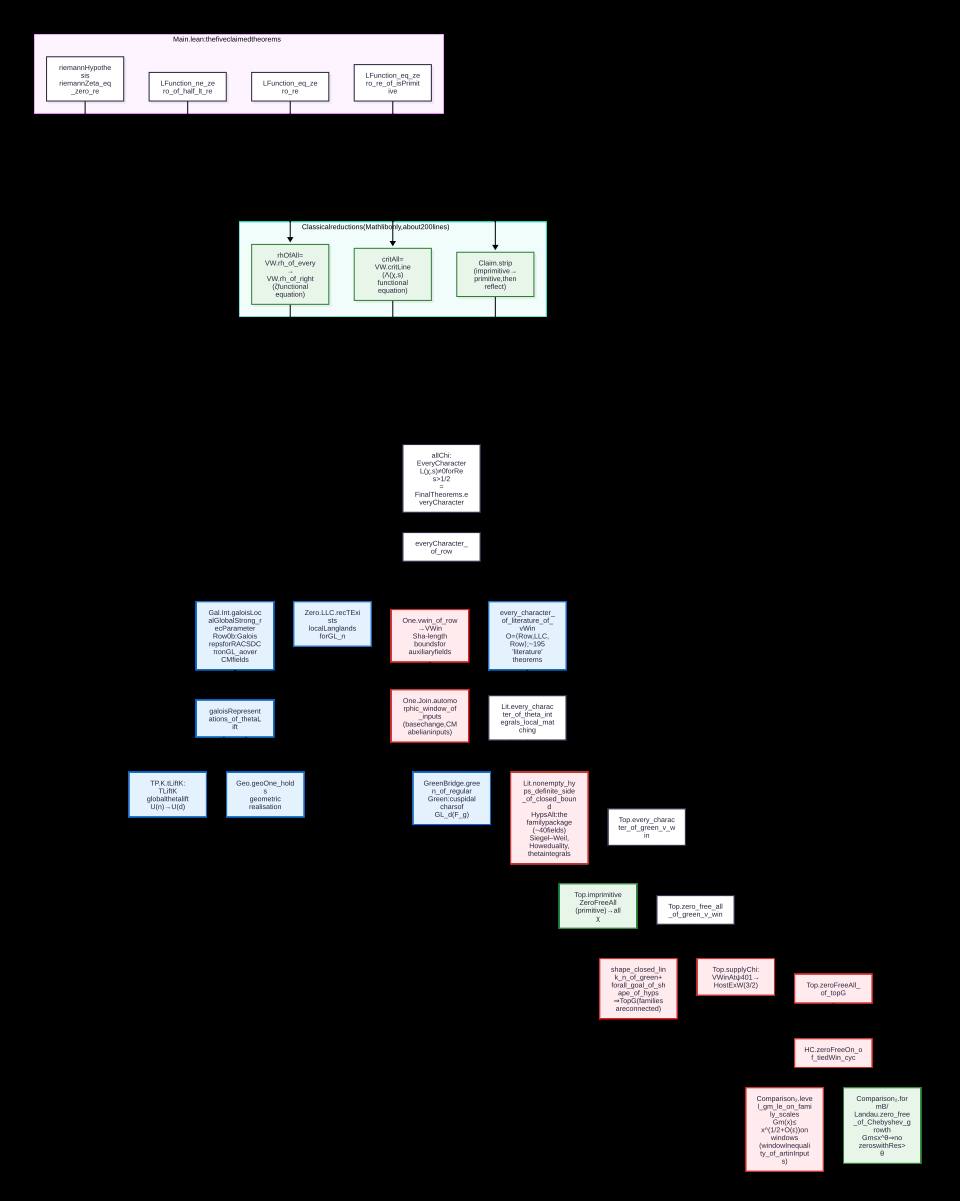 Main.lean:thefiveclaimedtheorems
riemannHypothe
sis
riemannZeta_eq
_zero_re
LFunction_ne_ze
ro_of_half_lt_re
LFunction_eq_ze
ro_re
LFunction_eq_ze
ro_re_of_isPrimit
ive
Classicalreductions(Mathlibonly,about200lines)
rhOfAll=
VW.rh_of_every
→
VW.rh_of_right
(ζfunctional
equation)
critAll=
VW.critLine
(Λ(χ,s)
functional
equation)
Claim.strip
(imprimitive→
primitive,then
reflect)
allChi:
EveryCharacter
L(χ,s)≠0forRe
s>1/2
=
FinalTheorems.e
veryCharacter
everyCharacter_
of_row
Gal.Int.galoisLoc
alGlobalStrong_r
ecParameter
Row0b:Galois
repsforRACSDC
πonGL_aover
CMfields
Zero.LLC.recTExi
sts
localLanglands
forGL_n
One.vwin_of_row
→VWin
Sha-length
boundsfor
auxiliaryfields
every_character_
of_literature_of_
vWin
O=(Row,LLC,
Row);~195
'literature'
theorems
galoisRepresent
ations_of_thetaL
ift
One.Join.automo
rphic_window_of
_inputs
(basechange,CM
abelianinputs)
Lit.every_charac
ter_of_theta_int
egrals_local_mat
ching
TP.K.tLiftK:
TLiftK
globalthetalift
U(n)→U(d)
Geo.geoOne_hold
s
geometric
realisation
GreenBridge.gree
n_of_regular
Green:cuspidal
charsof
GL_d(F_g)
Lit.nonempty_hy
ps_definite_side
_of_closed_boun
d
HypsAlt:the
familypackage
(~40fields)
Siegel–Weil,
Howeduality,
thetaintegrals
Top.every_charac
ter_of_green_v_w
in
Top.imprimitive
ZeroFreeAll
(primitive)→all
χ
Top.zero_free_all
_of_green_v_win
shape_closed_lin
k_n_of_green+
forall_goal_of_sh
ape_of_hyps
⇒TopG(families
areconnected)
Top.supplyChi:
VWinAtψ401→
HostExW(3/2)
Top.zeroFreeAll_
of_topG
HC.zeroFreeOn_o
f_tiedWin_cyc
Comparison₂.leve
l_gm_le_on_fami
ly_scales
Gm(x)≤
x^(1/2+O(ε))on
windows
(windowInequali
ty_of_artinInput
s)
Comparison₂.for
mB/
Landau.zero_free
_of_Chebyshev_g
rowth
Gm≤x^θ⇒no
zeroswithRes>
θ